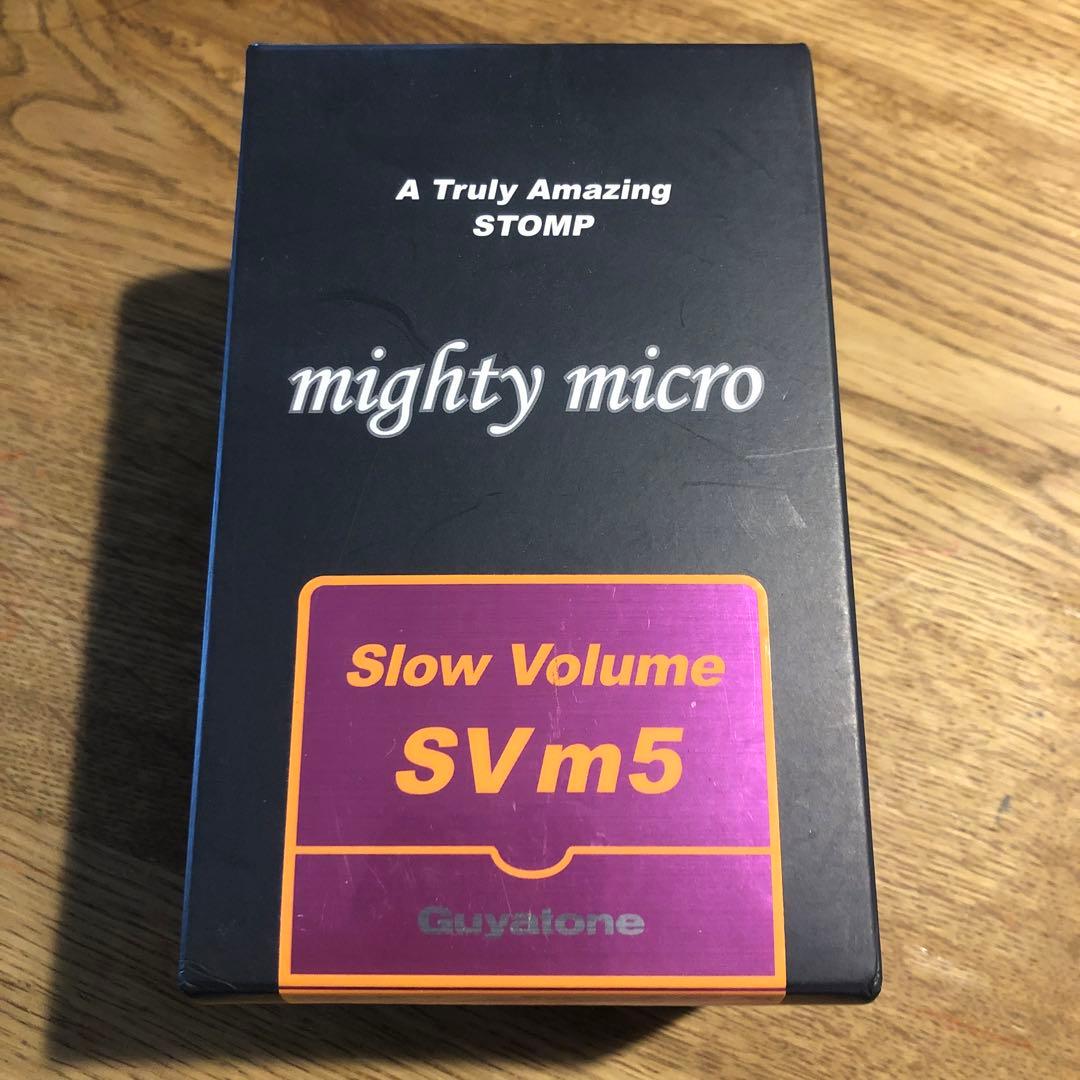 A Truly Amazing
STOMP
mighty micro
Slow Volume
SVm5
Guyatone